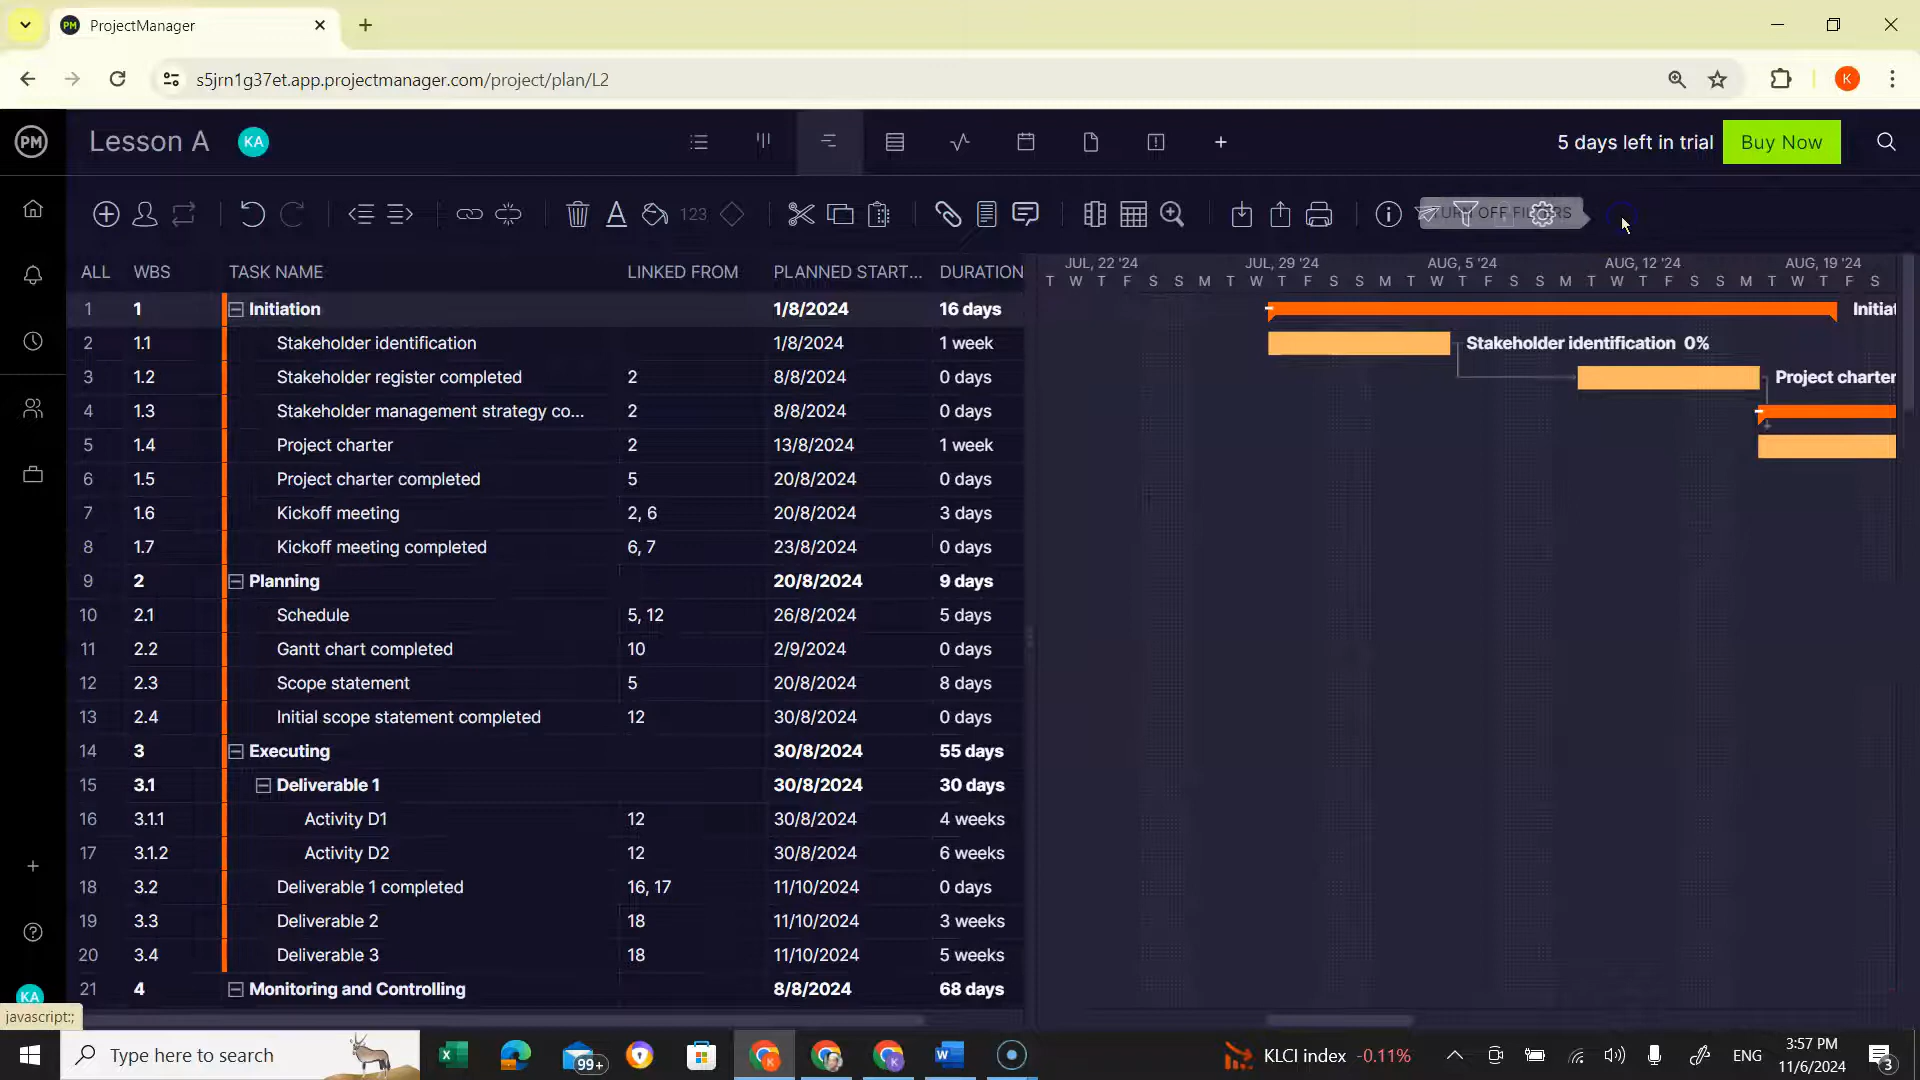 PM ProjectManager
s5jrn1g37et.app.projectmanager.com/project/plan/L2 K
PM Lesson A KA 5 days left in trial Buy Now
123 TURN OFF FILTERS
ALL WBS TASK NAME LINKED FROM PLANNED START... DURATION
JUL, 22 '24 JUL, 29 '24 AUG, 5 '24 AUG, 12 '24 AUG, 19 '24
T W T F S S M T W T F S S M T W T F S S M T W T F S S M T W T F S
1 1 Initiation 1/8/2024 16 days
2 1.1 Stakeholder identification 1/8/2024 1 week
3 1.2 Stakeholder register completed 2 8/8/2024 0 days
4 1.3 Stakeholder management strategy co... 2 8/8/2024 0 days
5 1.4 Project charter 2 13/8/2024 1 week
6 1.5 Project charter completed 5 20/8/2024 0 days
7 1.6 Kickoff meeting 2, 6 20/8/2024 3 days
8 1.7 Kickoff meeting completed 6, 7 23/8/2024 0 days
9 2 Planning 20/8/2024 9 days
10 2.1 Schedule 5, 12 26/8/2024 5 days
11 2.2 Gantt chart completed 10 2/9/2024 0 days
12 2.3 Scope statement 5 20/8/2024 8 days
13 2.4 Initial scope statement completed 12 30/8/2024 0 days
14 3 Executing 30/8/2024 55 days
15 3.1 Deliverable 1 30/8/2024 30 days
16 3.1.1 Activity D1 12 30/8/2024 4 weeks
17 3.1.2 Activity D2 12 30/8/2024 6 weeks
18 3.2 Deliverable 1 completed 16, 17 11/10/2024 0 days
19 3.3 Deliverable 2 18 11/10/2024 3 weeks
20 3.4 Deliverable 3 18 11/10/2024 5 weeks
21 4 Monitoring and Controlling 8/8/2024 68 days
Initiat
Stakeholder identification 0%
Project charter
KA
javascript:;
Type here to search 99+ KLCI index -0.11% ENG 3:57 PM
11/6/2024 3